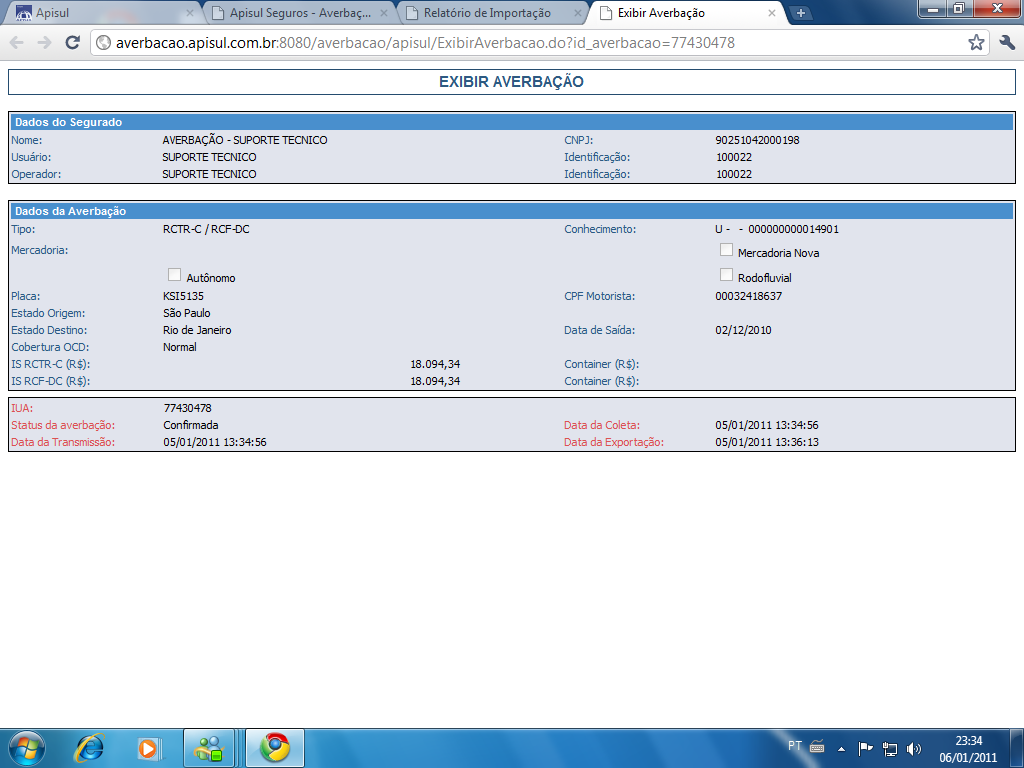 Apisul
Apisul Seguros - Averbaç...
Relatório de Importação
Exibir Averbação
averbacao.apisul.com.br:8080/averbacao/apisul/ExibirAverbacao.do?id_averbacao=77430478
EXIBIR AVERBAÇÃO
Dados do Segurado
Nome: AVERBAÇÃO - SUPORTE TECNICO CNPJ: 90251042000198
Usuário: SUPORTE TECNICO Identificação: 100022
Operador: SUPORTE TECNICO Identificação: 100022
Dados da Averbação
Tipo: RCTR-C / RCF-DC Conhecimento: U - - 000000000014901
Mercadoria: Mercadoria Nova
Autônomo Rodofluvial
Placa: KSI5135 CPF Motorista: 00032418637
Estado Origem: São Paulo
Estado Destino: Rio de Janeiro Data de Saída: 02/12/2010
Cobertura OCD: Normal
IS RCTR-C (R$): 18.094,34 Container (R$):
IS RCF-DC (R$): 18.094,34 Container (R$):
IUA: 77430478
Status da averbação: Confirmada Data da Coleta: 05/01/2011 13:34:56
Data da Transmissão: 05/01/2011 13:34:56 Data da Exportação: 05/01/2011 13:36:13
PT
23:34
06/01/2011